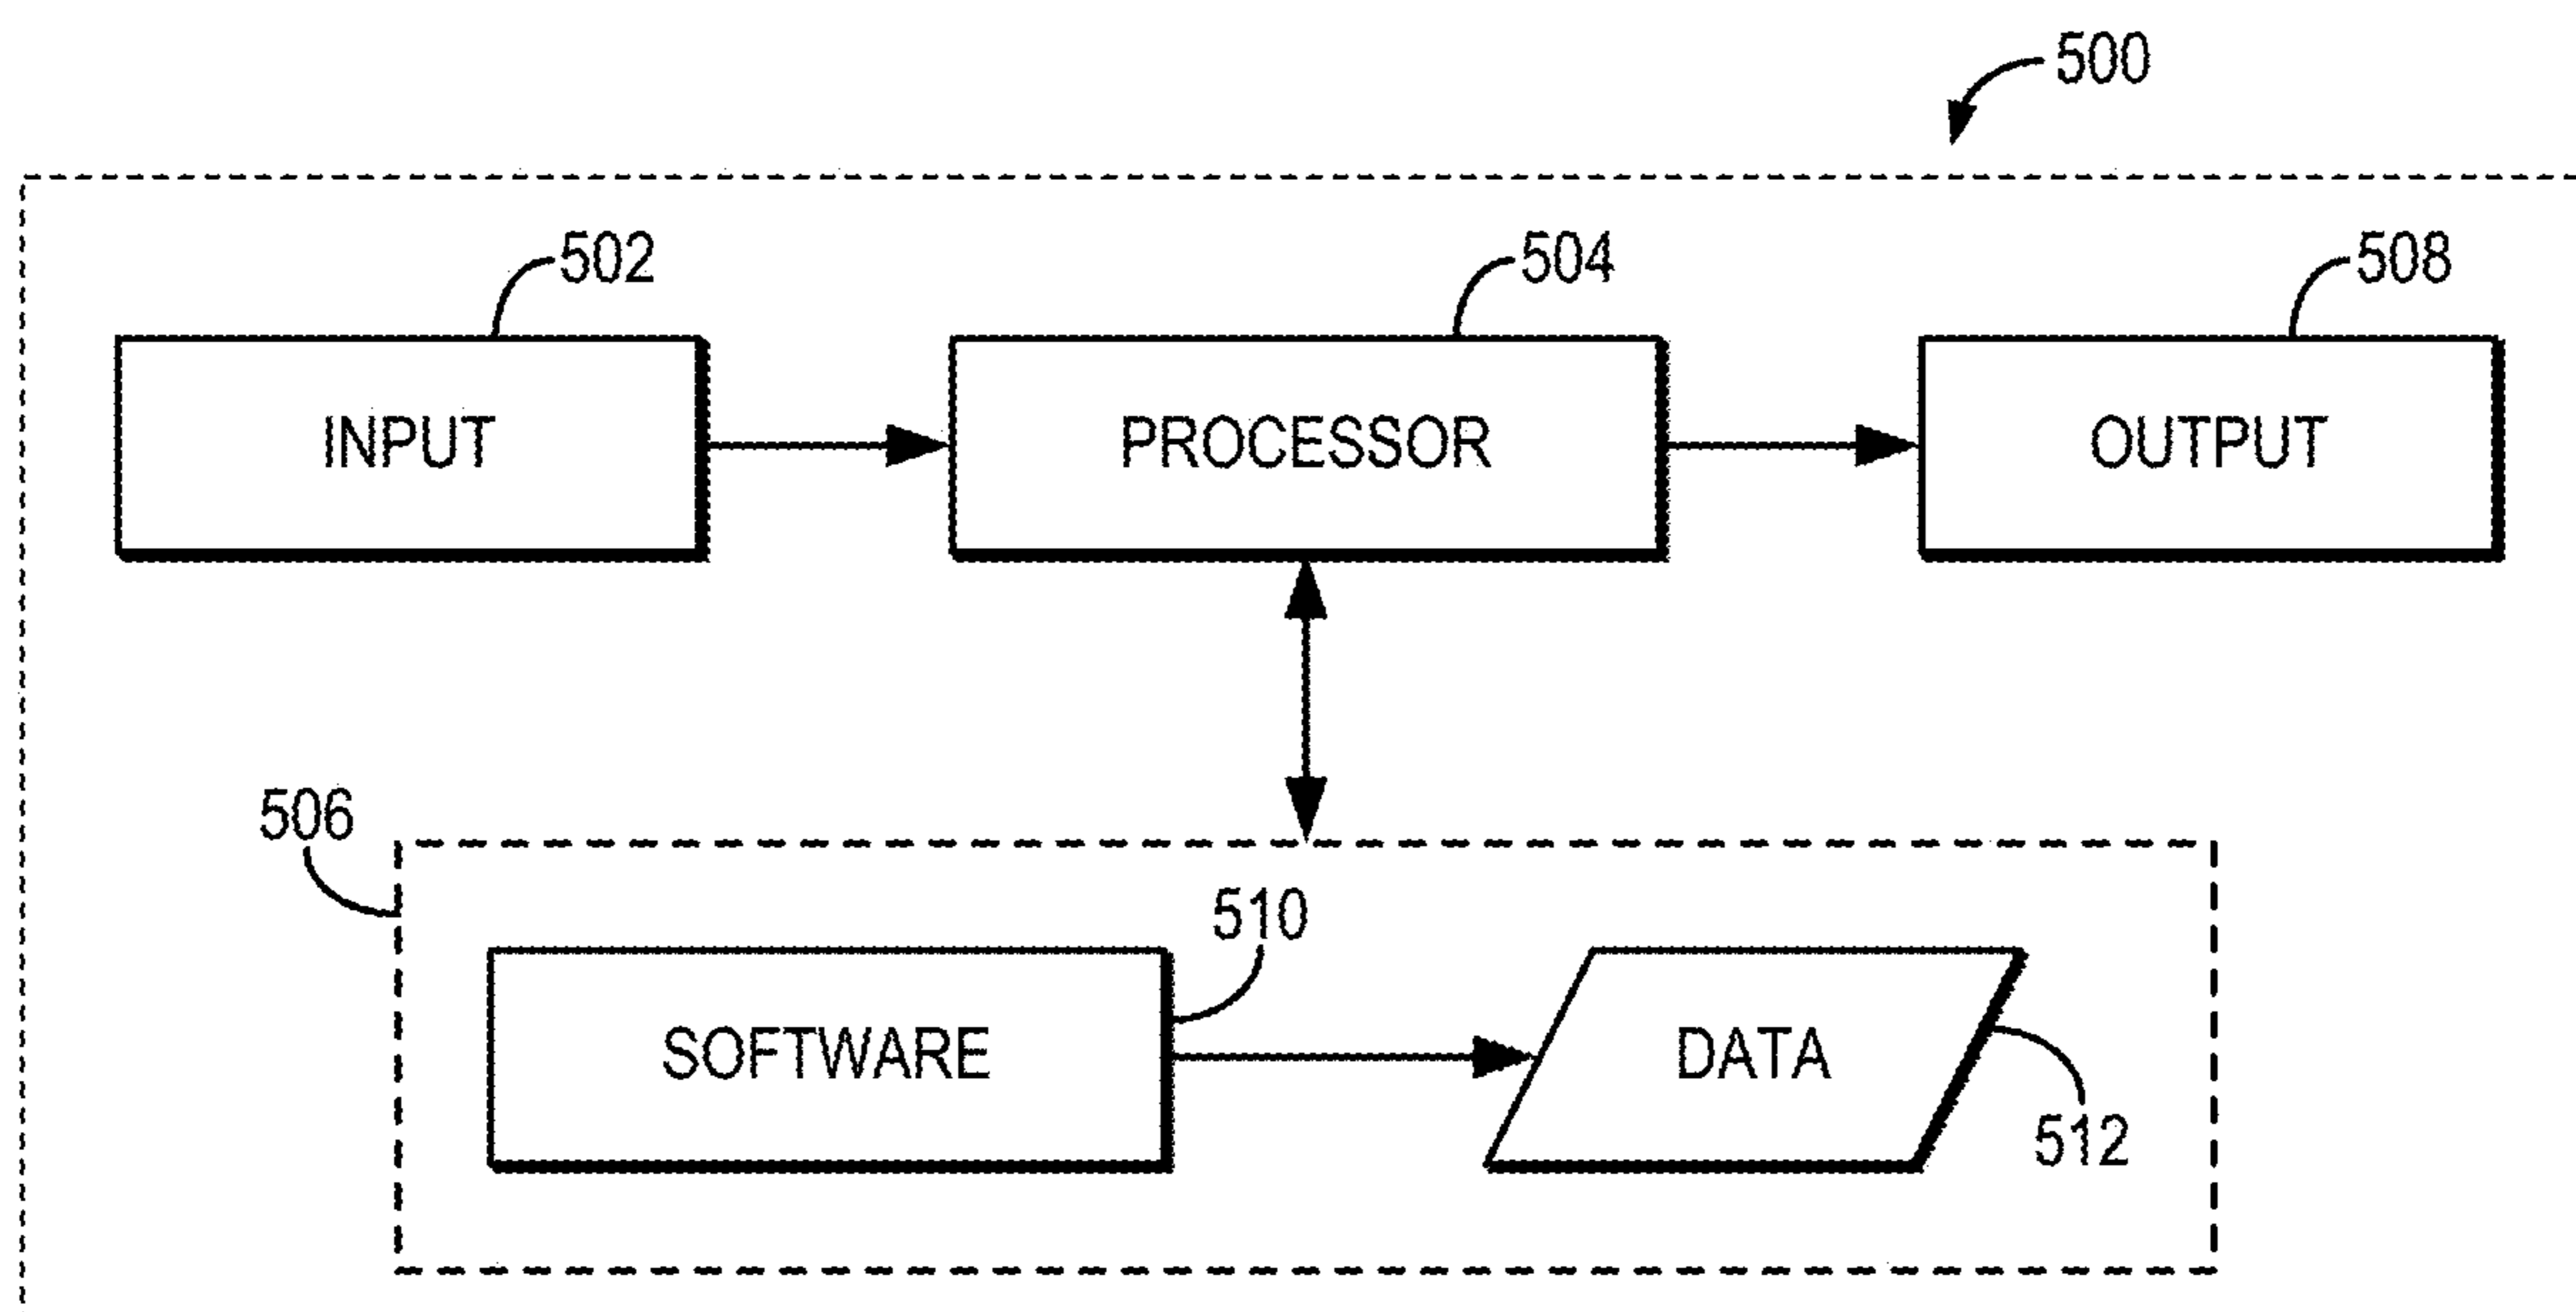 500
502
504
508
INPUT
PROCESSOR
OUTPUT
506
510
SOFTWARE
DATA
512